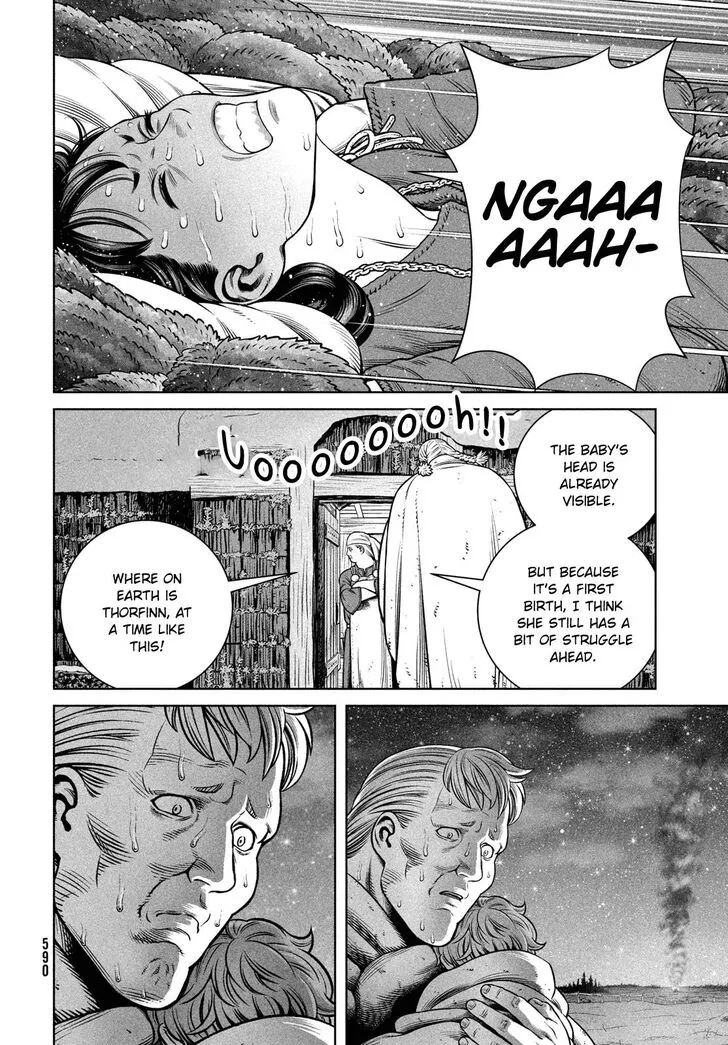 NGAAA
AAAH-
Uooooooooh!!
THE BABY'S
HEAD IS
ALREADY
VISIBLE.
BUT BECAUSE
IT'S A FIRST
BIRTH, I THINK
SHE STILL HAS A
BIT OF STRUGGLE
AHEAD.
WHERE ON
EARTH IS
THORFINN, AT
A TIME LIKE
THIS!
590